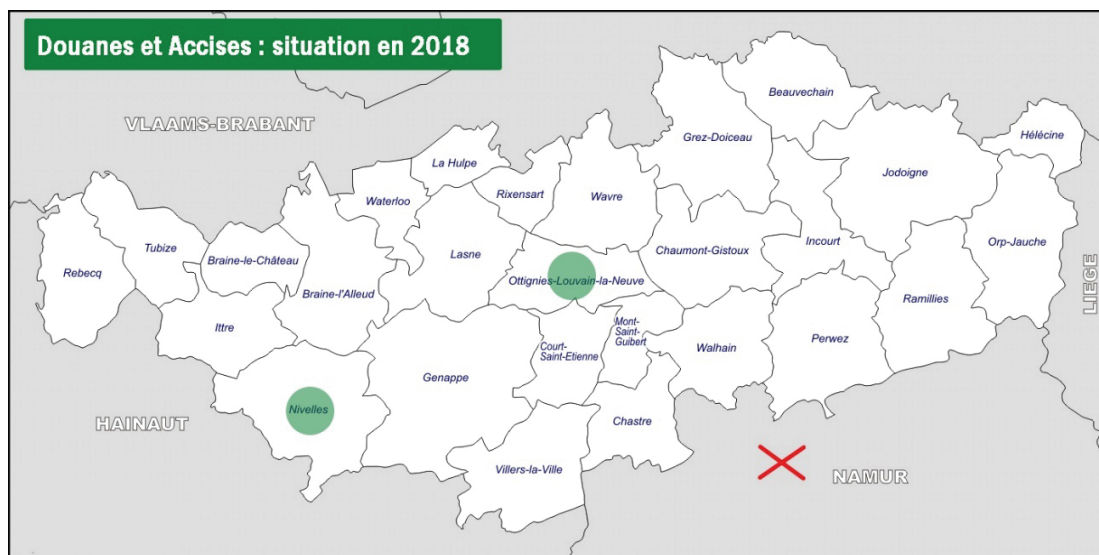 Douanes et Accises : situation en 2018
Beauvechain
VLAAMS-BRABANT
Hélécine
Grez-Doiceau
La Hulpe
Jodoigne
Rixensart
Wavre
Waterloo
Orp-Jauche
Tubize
Incourt
Chaumont-Gistoux
Lasne
Braine-le-Château
Rebecq
Ottignies-Louvain-la-Neuve
LIEGE
Braine-l'Alleud
Ramillies
Ittre
Mont-
Saint-
Guibert
Perwez
Court-
Saint-Etienne
Walhain
Genappe
Nivelles
HAINAUT
Chastre
Villers-la-Ville
NAMUR